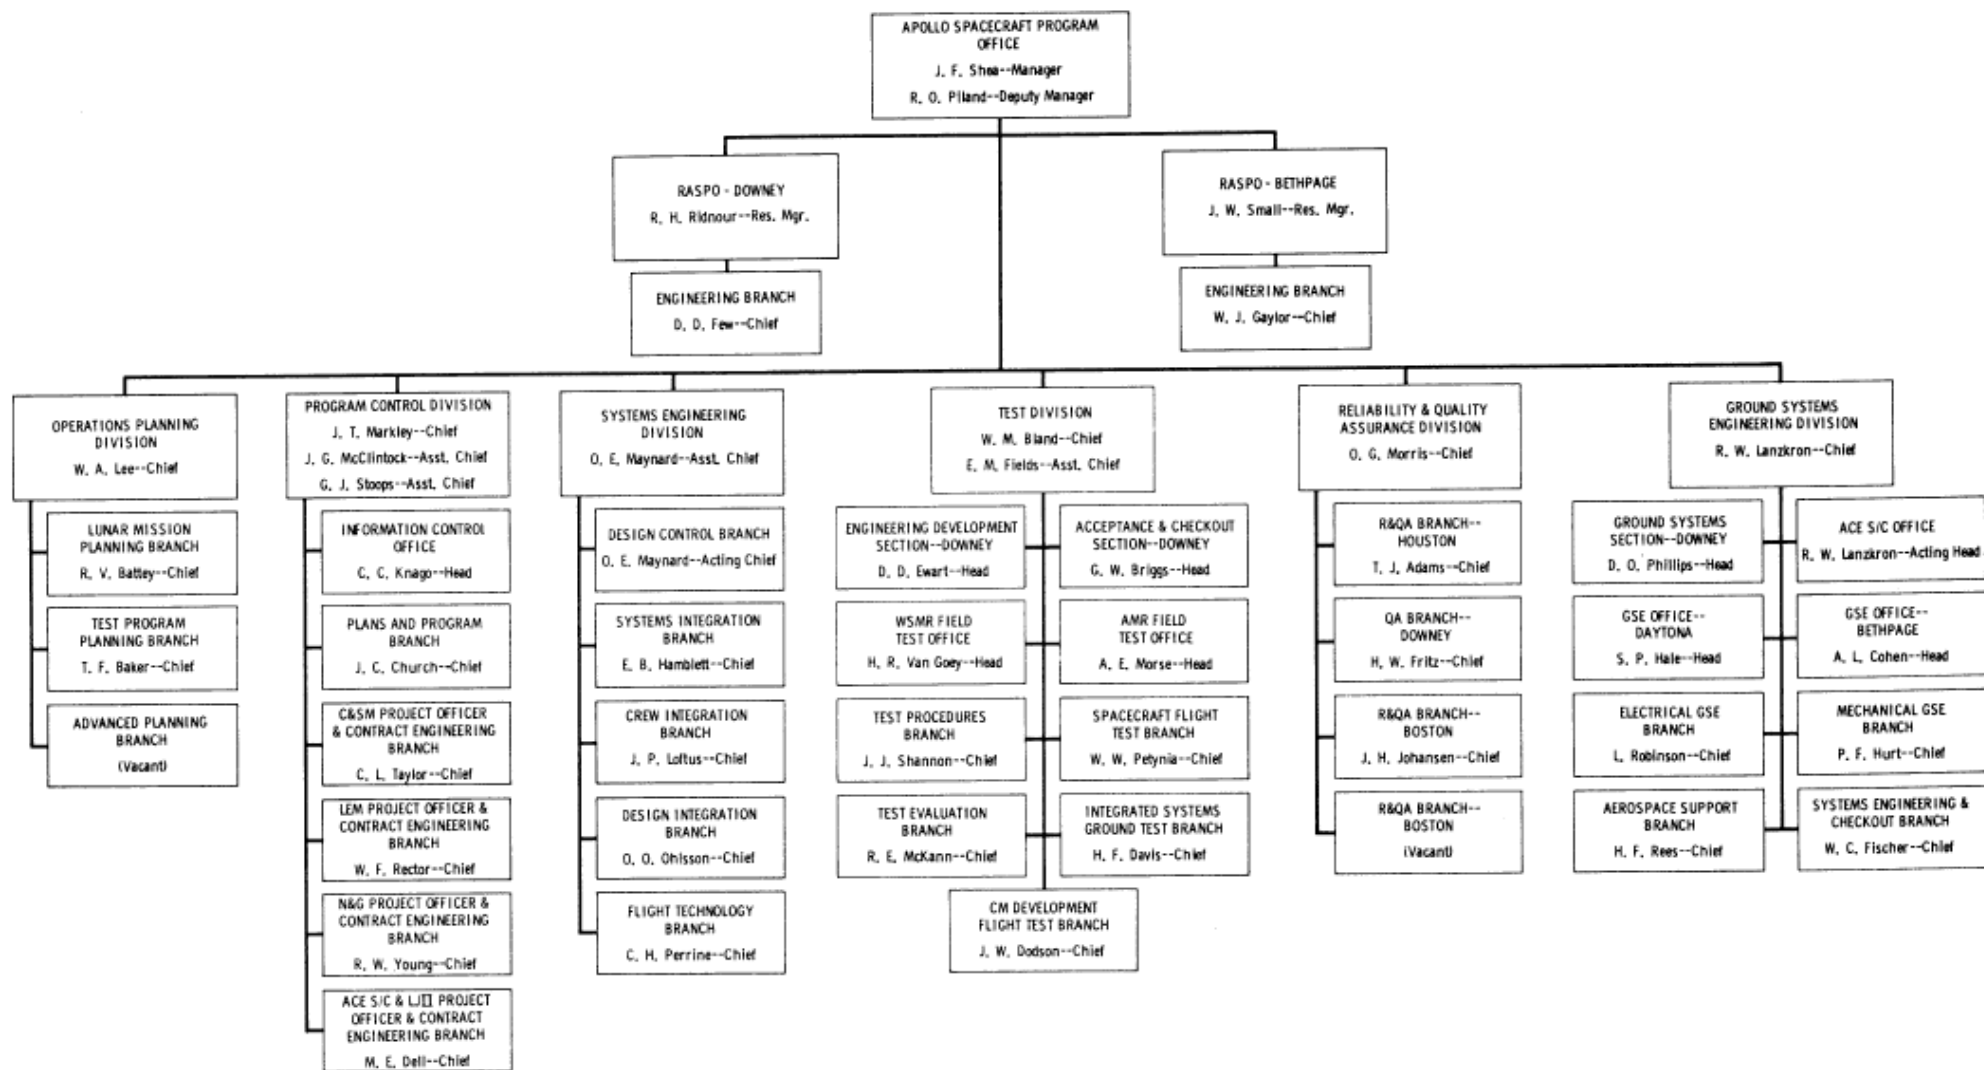 APOLLO SPACECRAFT PROGRAM
OFFICE
J. F. Shea--Manager
R. O. Piland--Deputy Manager
RASPO - DOWNEY
R. H. Ridnour--Res. Mgr.
RASPO - BETHPAGE
J. W. Small--Res. Mgr.
ENGINEERING BRANCH
D. D. Few--Chief
ENGINEERING BRANCH
W. J. Gaylor--Chief
OPERATIONS PLANNING
DIVISION
W. A. Lee--Chief
LUNAR MISSION
PLANNING BRANCH
R. V. Battey--Chief
TEST PROGRAM
PLANNING BRANCH
T. F. Baker--Chief
ADVANCED PLANNING
BRANCH
(Vacant)
PROGRAM CONTROL DIVISION
J. T. Markley--Chief
J. G. McClintock--Asst. Chief
G. J. Stoops--Asst. Chief
INFORMATION CONTROL
OFFICE
C. C. Knago--Head
PLANS AND PROGRAM
BRANCH
J. C. Church--Chief
C&SM PROJECT OFFICER
& CONTRACT ENGINEERING
BRANCH
C. L. Taylor--Chief
LEM PROJECT OFFICER &
CONTRACT ENGINEERING
BRANCH
W. F. Rector--Chief
N&G PROJECT OFFICER &
CONTRACT ENGINEERING
BRANCH
R. W. Young--Chief
ACE S/C & LJII PROJECT
OFFICER & CONTRACT
ENGINEERING BRANCH
M. E. Dell--Chief
SYSTEMS ENGINEERING
DIVISION
O. E. Maynard--Asst. Chief
DESIGN CONTROL BRANCH
O. E. Maynard--Acting Chief
SYSTEMS INTEGRATION
BRANCH
E. B. Hamblett--Chief
CREW INTEGRATION
BRANCH
J. P. Loftus--Chief
DESIGN INTEGRATION
BRANCH
O. O. Ohlsson--Chief
FLIGHT TECHNOLOGY
BRANCH
C. H. Perrine--Chief
TEST DIVISION
W. M. Bland--Chief
E. M. Fields--Asst. Chief
ENGINEERING DEVELOPMENT
SECTION--DOWNEY
D. D. Ewart--Head
ACCEPTANCE & CHECKOUT
SECTION--DOWNEY
G. W. Briggs--Head
WSMR FIELD
TEST OFFICE
H. R. Van Goey--Head
AMR FIELD
TEST OFFICE
A. E. Morse--Head
TEST PROCEDURES
BRANCH
J. J. Shannon--Chief
SPACECRAFT FLIGHT
TEST BRANCH
W. W. Petynia--Chief
TEST EVALUATION
BRANCH
R. E. McKann--Chief
INTEGRATED SYSTEMS
GROUND TEST BRANCH
H. F. Davis--Chief
CM DEVELOPMENT
FLIGHT TEST BRANCH
J. W. Dodson--Chief
RELIABILITY & QUALITY
ASSURANCE DIVISION
O. G. Morris--Chief
R&QA BRANCH--
HOUSTON
T. J. Adams--Chief
QA BRANCH--
DOWNEY
H. W. Fritz--Chief
R&QA BRANCH--
BOSTON
J. H. Johansen--Chief
R&QA BRANCH--
BOSTON
(Vacant)
GROUND SYSTEMS
ENGINEERING DIVISION
R. W. Lanzkron--Chief
GROUND SYSTEMS
SECTION--DOWNEY
D. O. Phillips--Head
ACE S/C OFFICE
R. W. Lanzkron--Acting Head
GSE OFFICE--
DAYTONA
S. P. Hale--Head
GSE OFFICE--
BETHPAGE
A. L. Cohen--Head
ELECTRICAL GSE
BRANCH
L. Robinson--Chief
MECHANICAL GSE
BRANCH
P. F. Hurt--Chief
AEROSPACE SUPPORT
BRANCH
H. F. Rees--Chief
SYSTEMS ENGINEERING &
CHECKOUT BRANCH
W. C. Fischer--Chief